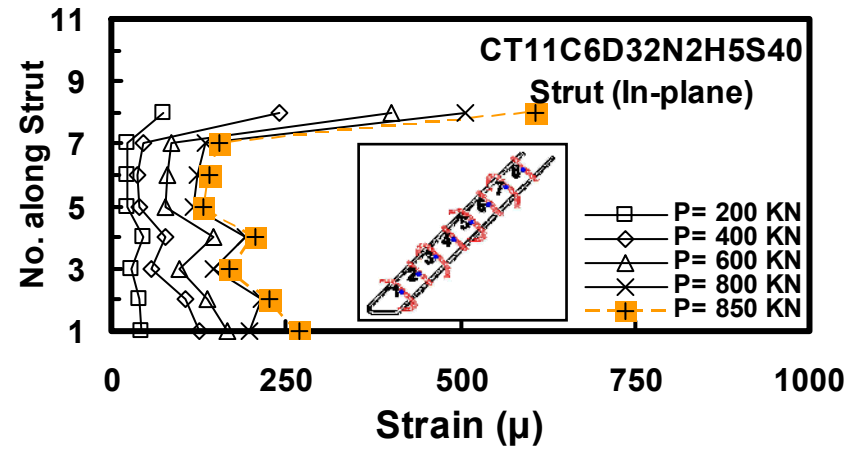 CT11C6D32N2H5S40
Strut (In-plane)
No. along Strut
11
9
7
5
3
1
P= 200 KN
P= 400 KN
P= 600 KN
P= 800 KN
P= 850 KN
0 250 500 750 1000
Strain (μ)